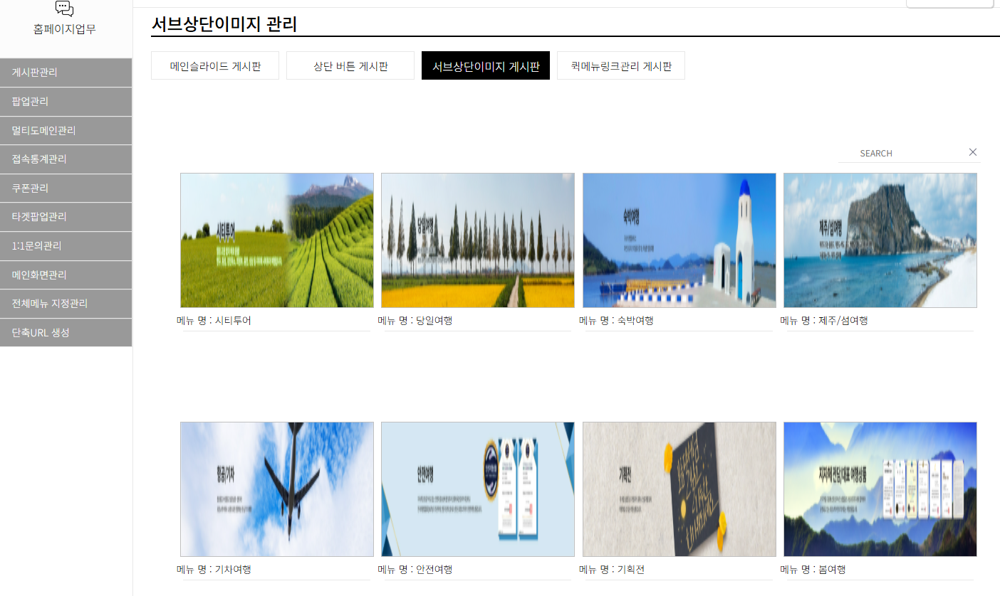 홈페이지업무
게시판관리
팝업관리
멀티도메인관리
접속통계관리
쿠폰관리
타겟팝업관리
1:1문의관리
메인화면관리
전체메뉴 지정관리
단축URL 생성
서브상단이미지 관리
메인슬라이드 게시판
상단 버튼 게시판
서브상단이미지 게시판
퀵메뉴링크관리 게시판
SEARCH
시티투어
당일여행
숙박여행
제주/섬여행
메뉴 명 : 시티투어
메뉴 명 : 당일여행
메뉴 명 : 숙박여행
메뉴 명 : 제주/섬여행
항공/기차
안전여행
기획전
지자체 전담/대표 여행상품
메뉴 명 : 기차여행
메뉴 명 : 안전여행
메뉴 명 : 기획전
메뉴 명 : 봄여행